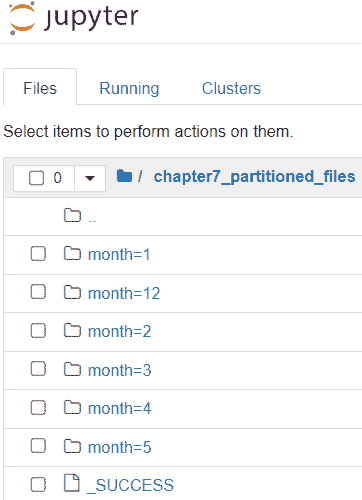 jupyter
Files Running Clusters
Select items to perform actions on them.
0 / chapter7_partitioned_files
..
month=1
month=12
month=2
month=3
month=4
month=5
_SUCCESS